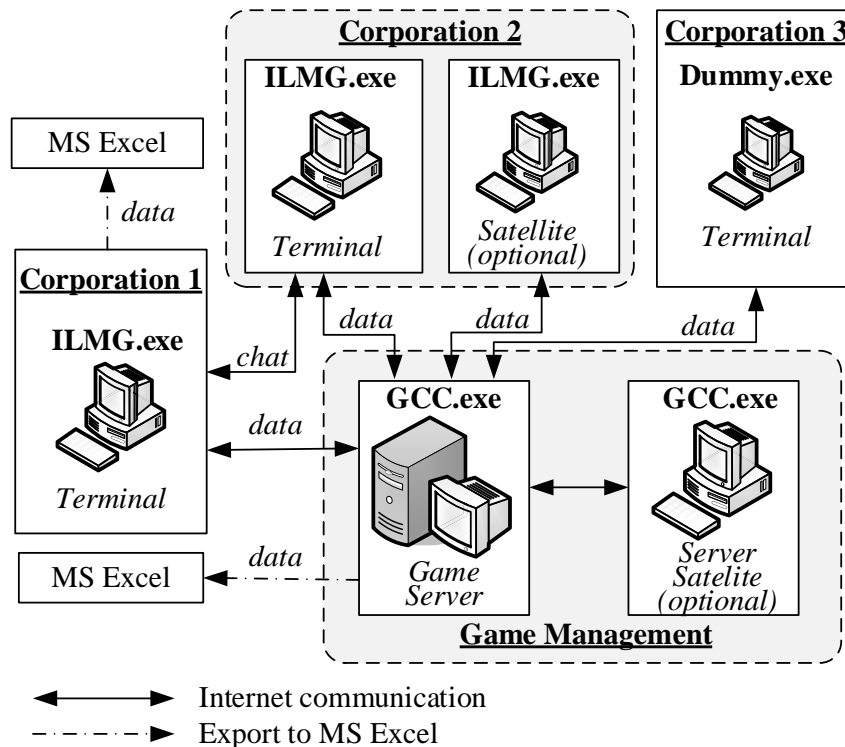 Corporation 2
ILMG.exe
Terminal
ILMG.exe
Satellite
(optional)
Corporation 3
Dummy.exe
Terminal
MS Excel
data
Corporation 1
ILMG.exe
Terminal
chat
data
data
data
data
GCC.exe
Game
Server
GCC.exe
Server
Satelite
(optional)
Game Management
data
MS Excel
Internet communication
Export to MS Excel